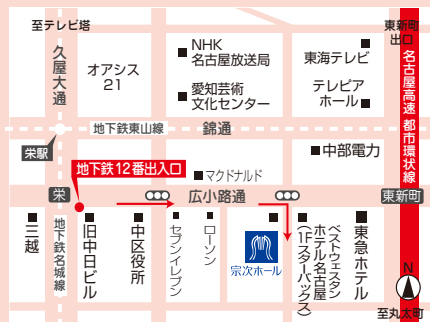 至テレビ塔
東新町
出口
久屋大通
オアシス
21
NHK
名古屋放送局
東海テレビ
愛知芸術
文化センター
テレピア
ホール
名古屋高速 都市環状線
地下鉄東山線
錦通
栄駅
中部電力
地下鉄12番出入口
マクドナルド
栄
広小路通
東新町
三越
地下鉄名城線
旧中日ビル
中区役所
セブンイレブン
ローソン
宗次ホール
ベストウェスタン
ホテル名古屋
(1Fスターバックス)
東急ホテル
N
至丸太町